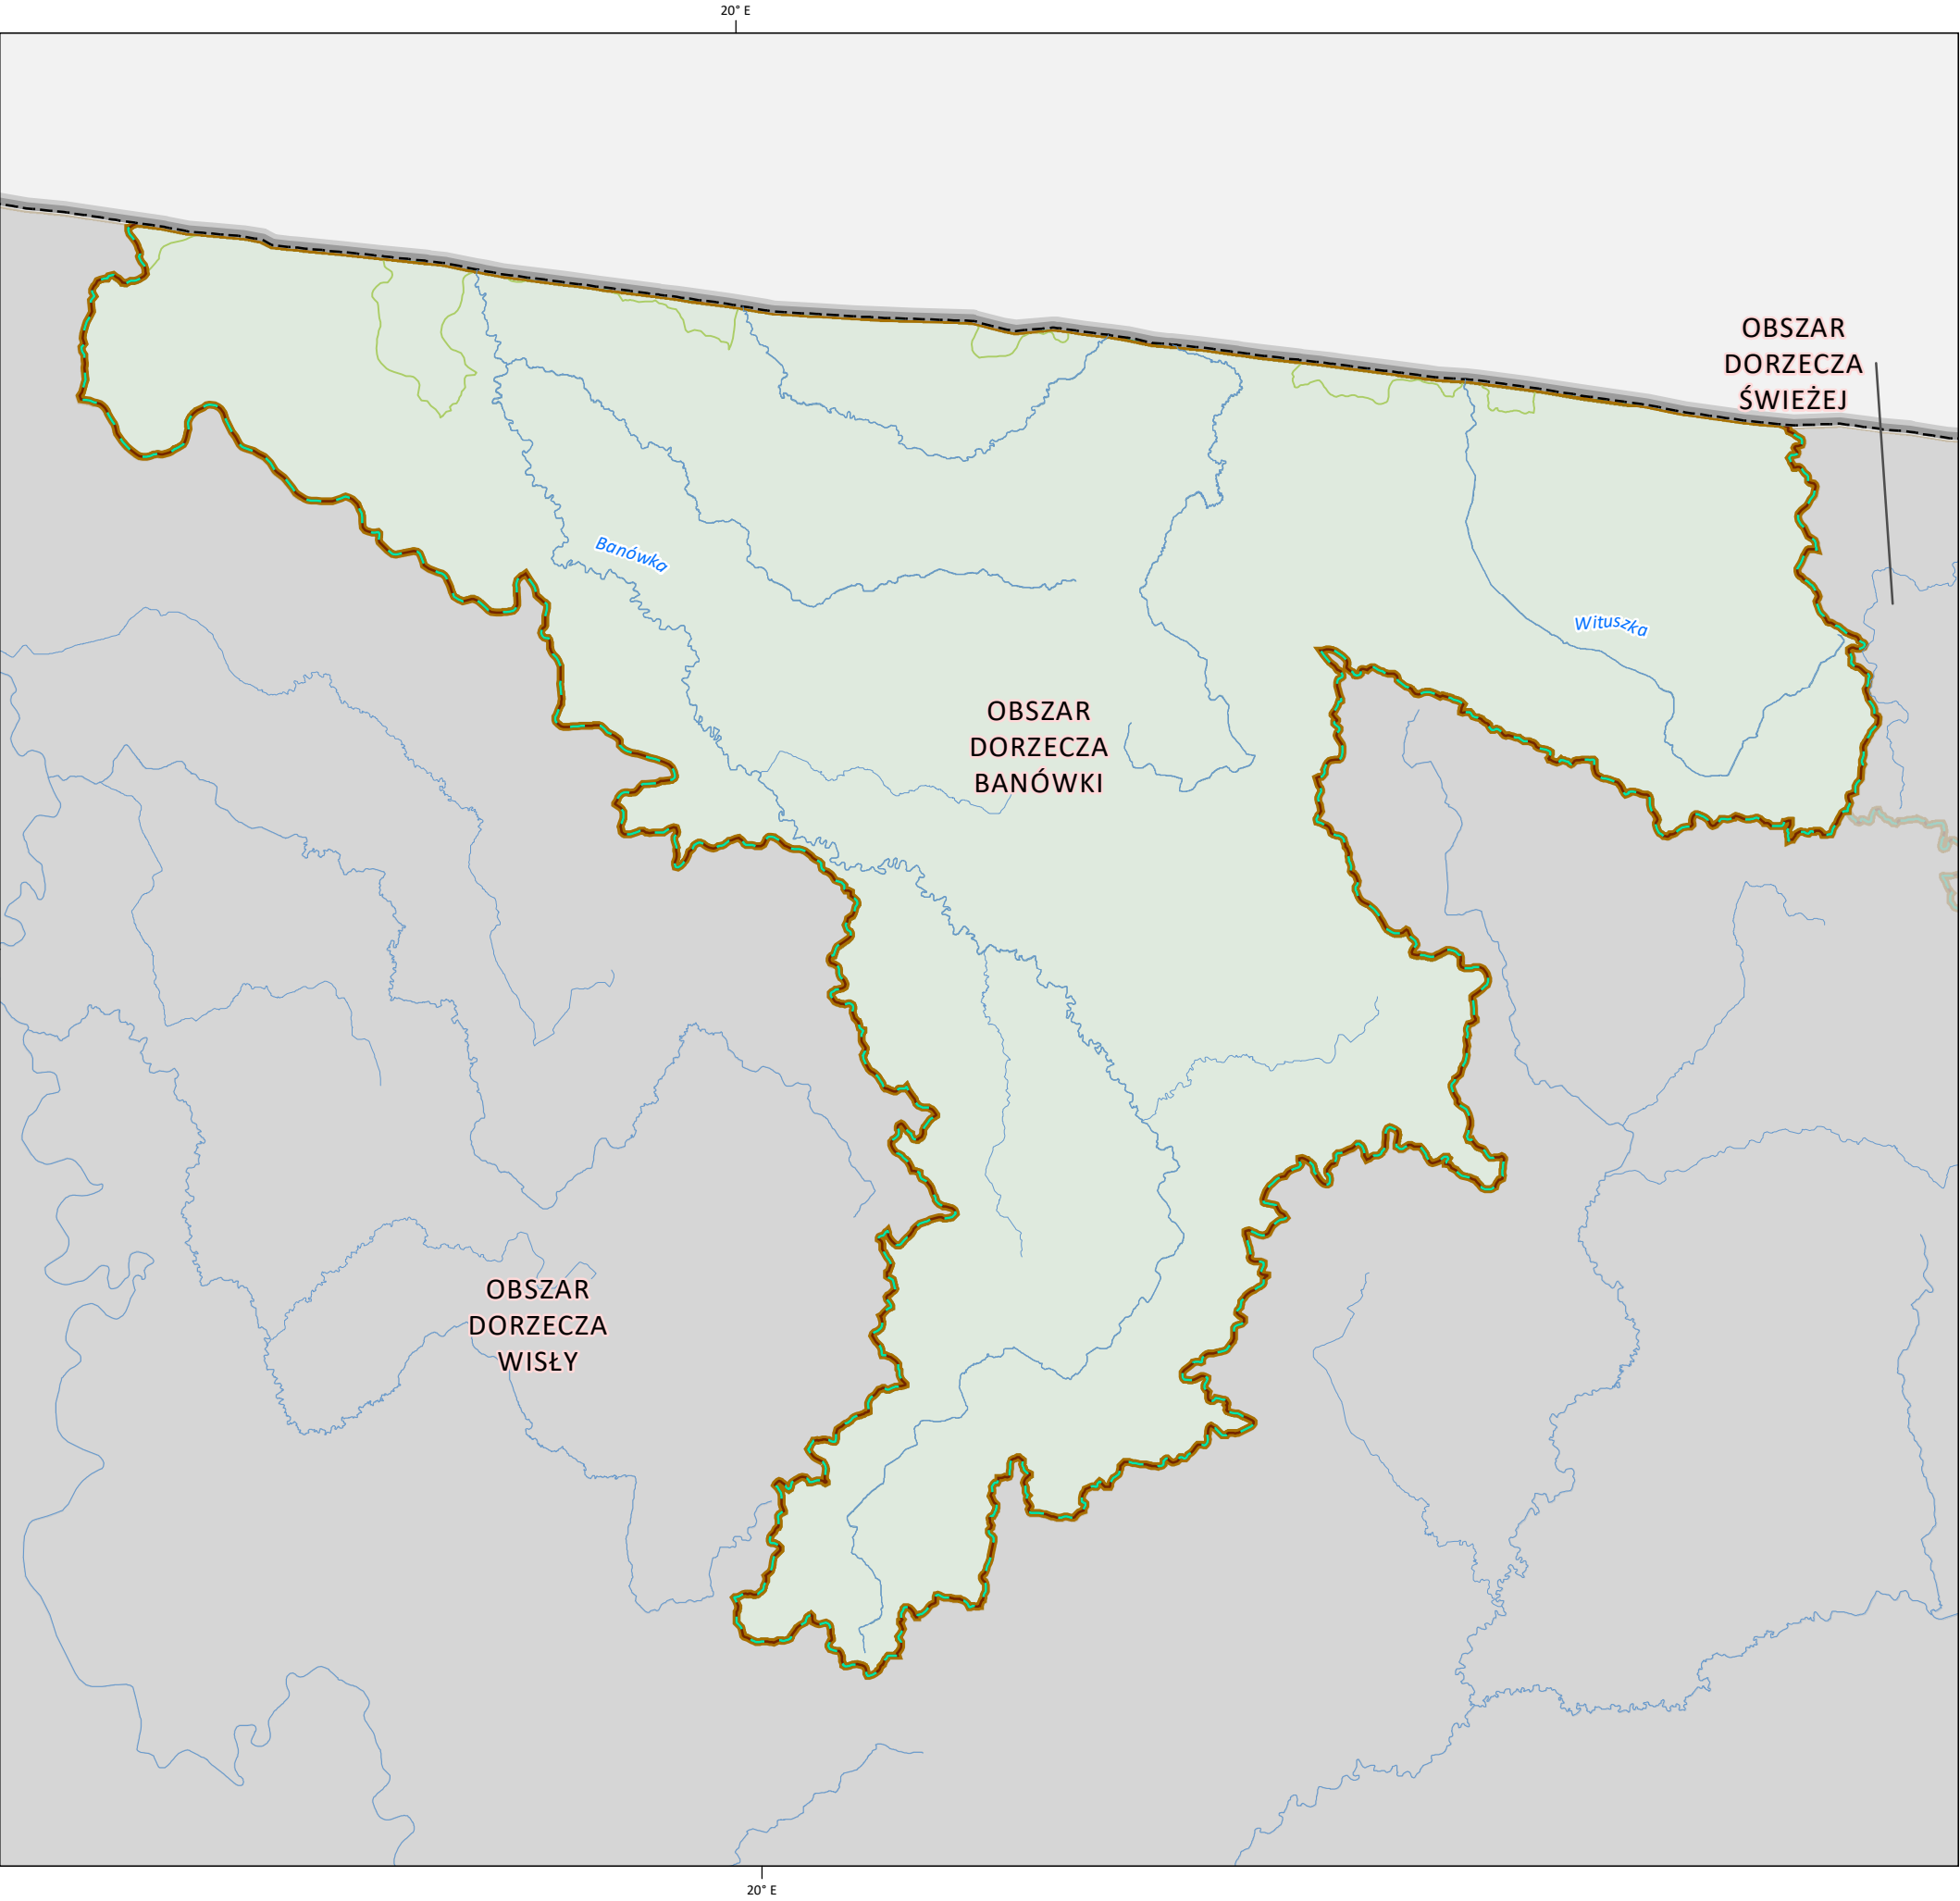 20° E
OBSZAR
DORZECZA
ŚWIEŻEJ
Banówka
Wituszka
OBSZAR
DORZECZA
BANÓWKI
OBSZAR
DORZECZA
WISŁY
20° E